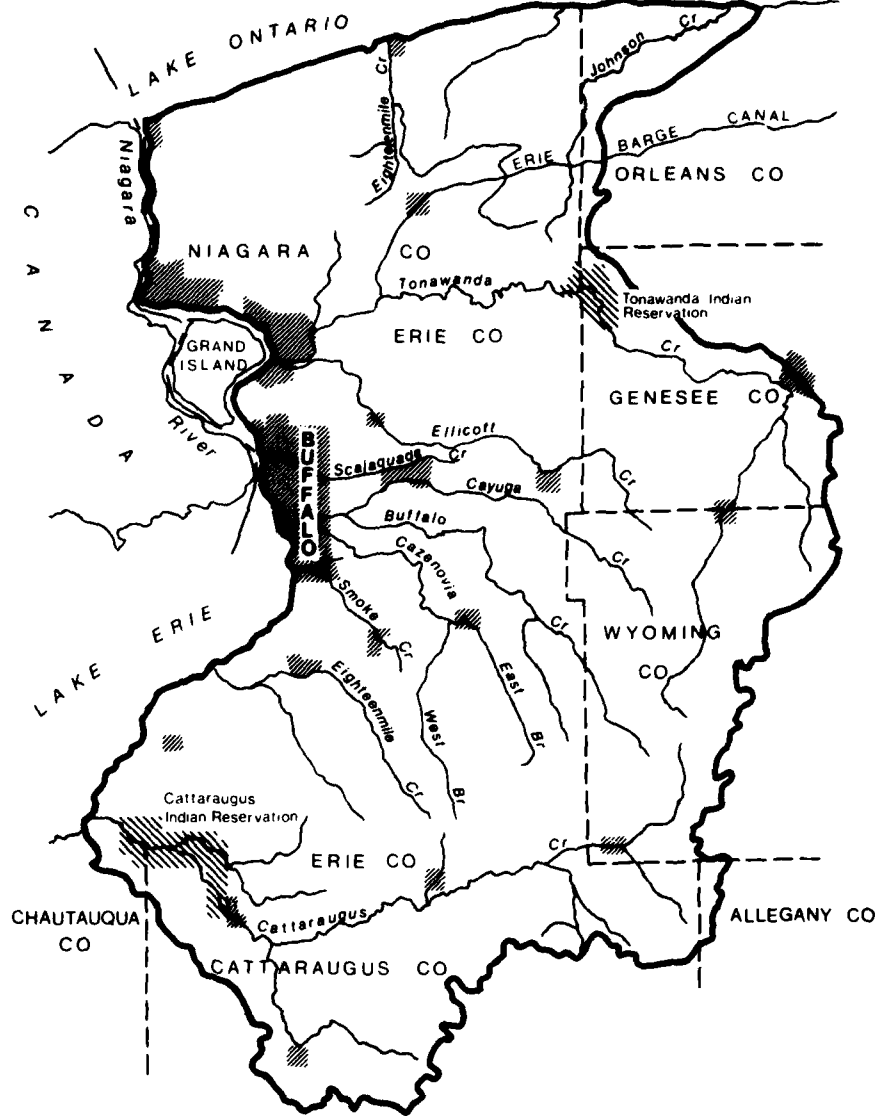 LAKE ONTARIO
Johnson Cr
Eighteenmile Cr
Niagara
ERIE BARGE CANAL
ORLEANS CO
CANADA
NIAGARA CO
Tonawanda
Tonawanda Indian
Reservation
ERIE CO
GRAND
ISLAND
Cr
GENESEE CO
River
Ellicott
BUFFALO
Scajaquada Cr
Cr
Cayuga
Buffalo
Cazenovia
Cr
Smoke
Cr
LAKE ERIE
Cr
WYOMING
CO
Eighteenmile
East
West
Br
Cr
Br
Cattaraugus
Indian Reservation
Cr
ERIE CO
CHAUTAUQUA
CO
Cattaraugus
ALLEGANY CO
CATTARAUGUS CO